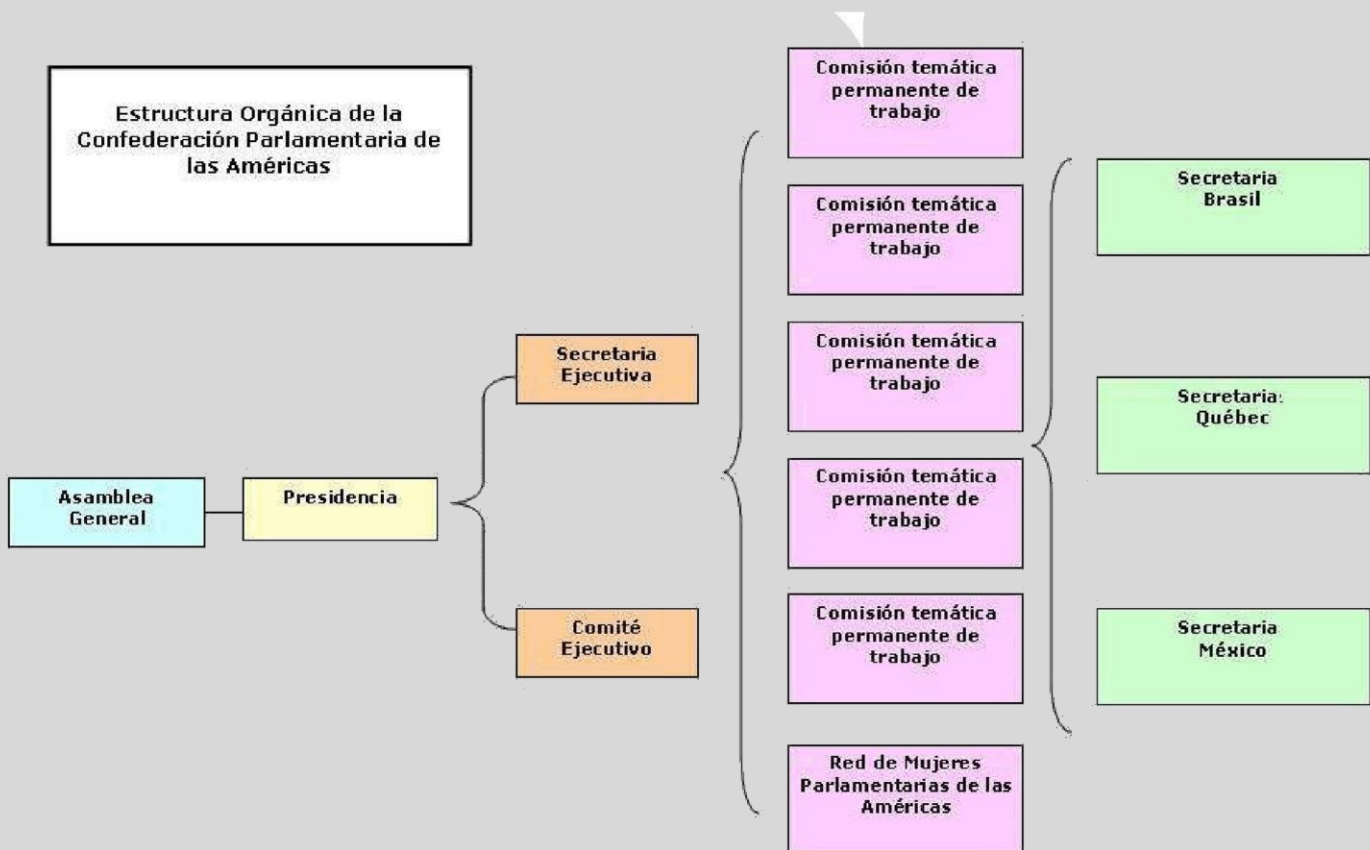 Estructura Orgánica de la
Confederación Parlamentaria de
las Américas
Asamblea
General
Presidencia
Secretaria
Ejecutiva
Comité
Ejecutivo
Comisión temática
permanente de
trabajo
Comisión temática
permanente de
trabajo
Comisión temática
permanente de
trabajo
Comisión temática
permanente de
trabajo
Comisión temática
permanente de
trabajo
Red de Mujeres
Parlamentarias de las
Américas
Secretaria
Brasil
Secretaria:
Québec
Secretaria
México